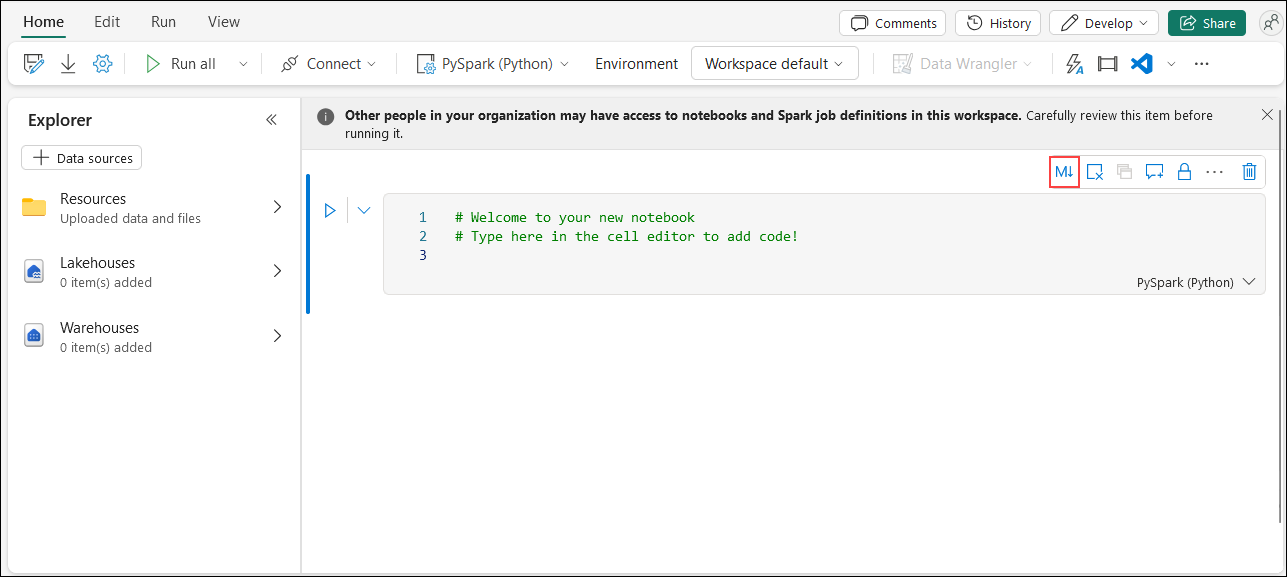 Home Edit Run View Comments History Develop Share
Run all Connect PySpark (Python) Environment Workspace default Data Wrangler
Explorer
Data sources
Resources
Uploaded data and files
Lakehouses
0 item(s) added
Warehouses
0 item(s) added
Other people in your organization may have access to notebooks and Spark job definitions in this workspace. Carefully review this item before
running it.
M↓
1 # Welcome to your new notebook
2 # Type here in the cell editor to add code!
3
PySpark (Python)